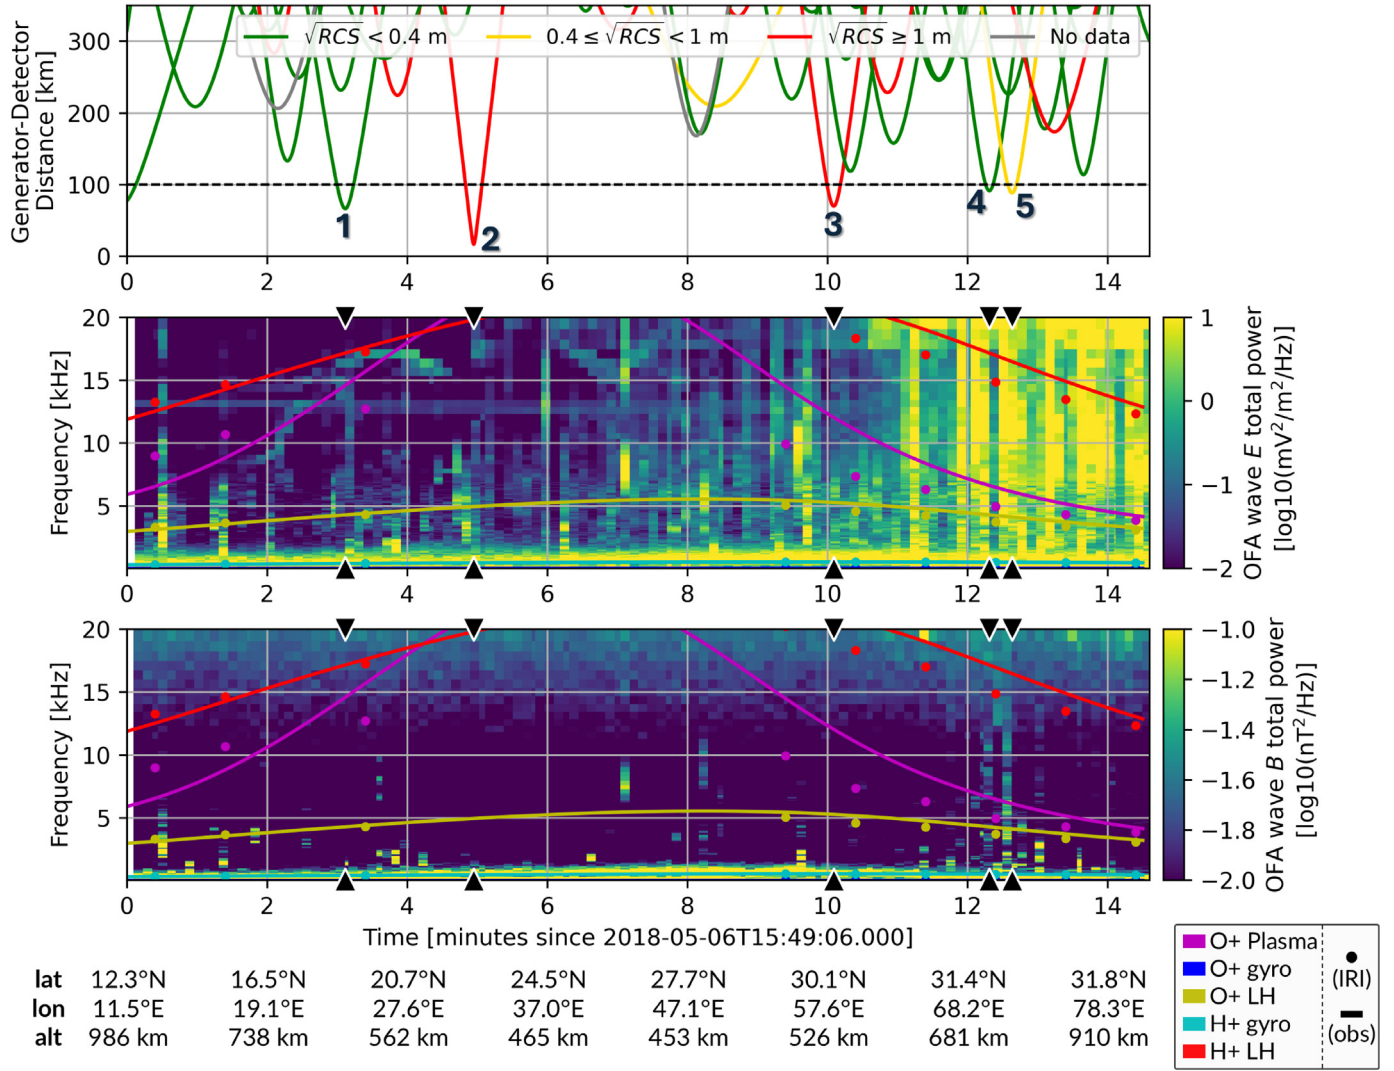 √RCS < 0.4 m
0.4 ≤ √RCS < 1 m
√RCS ≥ 1 m
No data
Generator-Detector
Distance [km]
300
200
100
0
1
2
3
4
5
0 2 4 6 8 10 12 14
Frequency [kHz]
20
15
10
5
0 2 4 6 8 10 12 14
1
0
−1
−2
OFA wave E total power
[log10(mV²/m²/Hz)]
Frequency [kHz]
20
15
10
5
0 2 4 6 8 10 12 14
−1.0
−1.2
−1.4
−1.6
−1.8
−2.0
OFA wave B total power
[log10(nT²/Hz)]
Time [minutes since 2018-05-06T15:49:06.000]
lat 12.3°N 16.5°N 20.7°N 24.5°N 27.7°N 30.1°N 31.4°N 31.8°N
lon 11.5°E 19.1°E 27.6°E 37.0°E 47.1°E 57.6°E 68.2°E 78.3°E
alt 986 km 738 km 562 km 465 km 453 km 526 km 681 km 910 km
O+ Plasma
O+ gyro
O+ LH
H+ gyro
H+ LH
(IRI)
(obs)